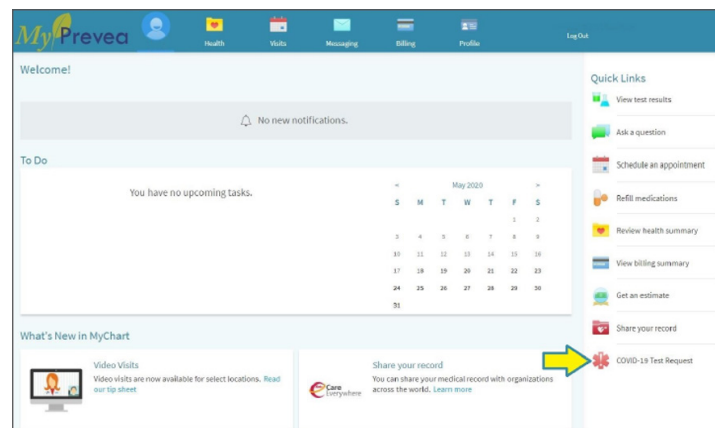 My Prevea
Health
Visits
Messaging
Billing
Profile
Log Out
Welcome!
No new notifications.
To Do
You have no upcoming tasks.
< May 2020 >
S M T W T F S
1 2
3 4 5 6 7 8 9
10 11 12 13 14 15 16
17 18 19 20 21 22 23
24 25 26 27 28 29 30
31
What's New in MyChart
Video Visits
Video visits are now available for select locations. Read
our tip sheet
Care
Everywhere
Share your record
You can share your medical record with organizations
across the world. Learn more
Quick Links
View test results
Ask a question
Schedule an appointment
Refill medications
Review health summary
View billing summary
Get an estimate
Share your record
COVID-19 Test Request